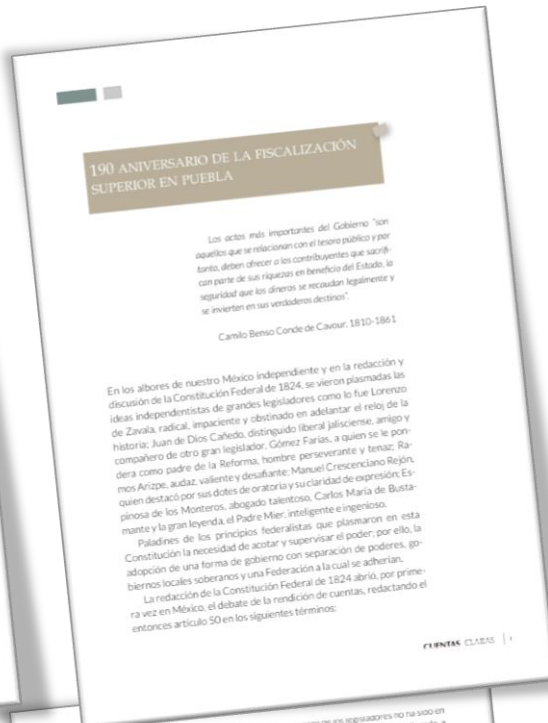 190 ANIVERSARIO DE LA FISCALIZACIÓN
SUPERIOR EN PUEBLA
Los actos más importantes del Gobierno "son
aquellos que se relacionan con el tesoro público y por
tanto, deben ofrecer a los contribuyentes que sacrifi-
can parte de sus riquezas en beneficio del Estado, la
seguridad que los dineros se recaudan legalmente y
se invierten en sus verdaderos destinos".
Camilo Benso Conde de Cavour. 1810-1861
En los albores de nuestro México independiente y en la redacción y
discusión de la Constitución Federal de 1824, se vieron plasmadas las
ideas independentistas de grandes legisladores como lo fue Lorenzo
de Zavala, radical, impaciente y obstinado en adelantar el reloj de la
historia; Juan de Dios Cañedo, distinguido liberal jalisciense, amigo y
compañero de otro gran legislador, Gómez Farías, a quien se le pon-
dera como padre de la Reforma, hombre perseverante y tenaz; Ra-
mos Arizpe, audaz, valiente y desafiante; Manuel Crescenciano Rejón,
quien destacó por sus dotes de oratoria y su claridad de expresión; Es-
pinosa de los Monteros, abogado talentoso, Carlos María de Busta-
mante y la gran leyenda, el Padre Mier, inteligente e ingenioso.
Paladines de los principios federalistas que plasmaron en esta
Constitución la necesidad de acotar y supervisar el poder; por ello, la
adopción de una forma de gobierno con separación de poderes, go-
biernos locales soberanos y una Federación a la cual se adherían.
La redacción de la Constitución Federal de 1824 abrió, por prime-
ra vez en México, el debate de la rendición de cuentas, redactando el
entonces artículo 50 en los siguientes términos:
CUENTAS CLARAS |
legisladores no ha sido en